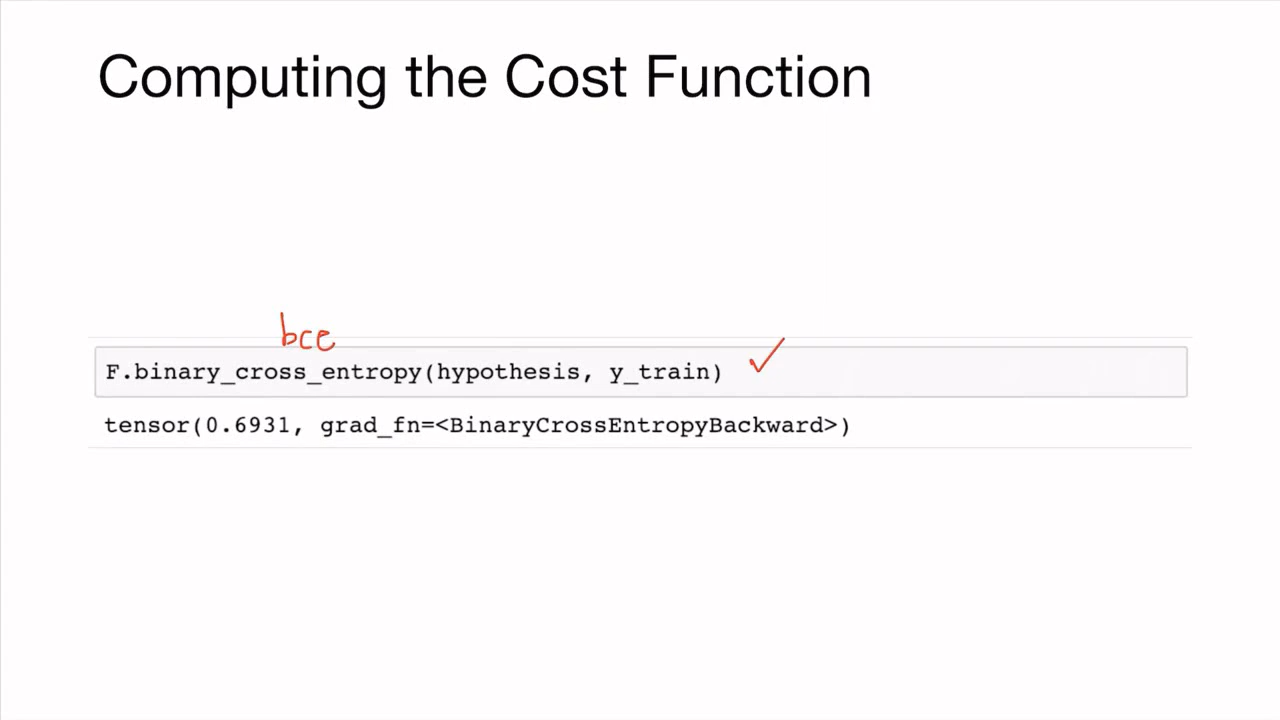 Computing the Cost Function
bce
F.binary_cross_entropy(hypothesis, y_train)
tensor(0.6931, grad_fn=<BinaryCrossEntropyBackward>)